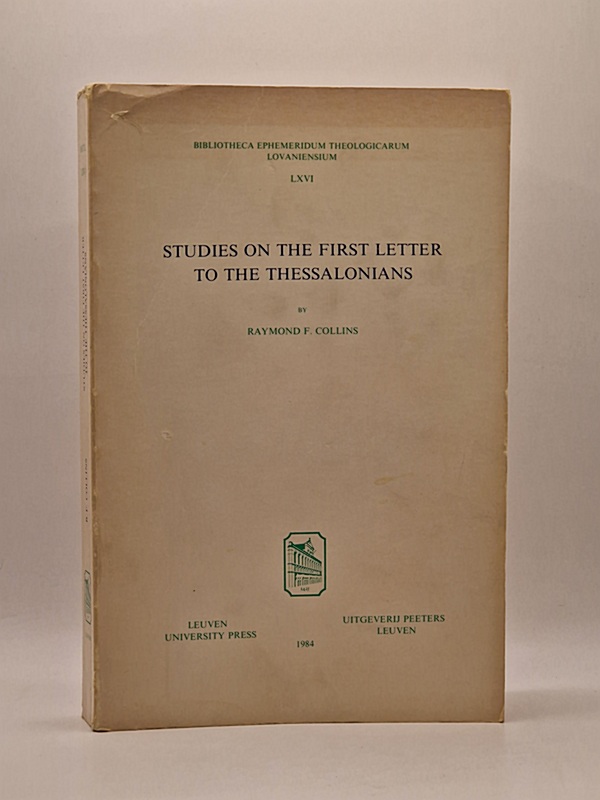 BIBLIOTHECA EPHEMERIDUM THEOLOGICARUM
LOVANIENSIUM
LXVI
STUDIES ON THE FIRST LETTER
TO THE THESSALONIANS
BY
RAYMOND F. COLLINS
LEUVEN
UNIVERSITY PRESS
1984
UITGEVERIJ PEETERS
LEUVEN
R. F. COLLINS